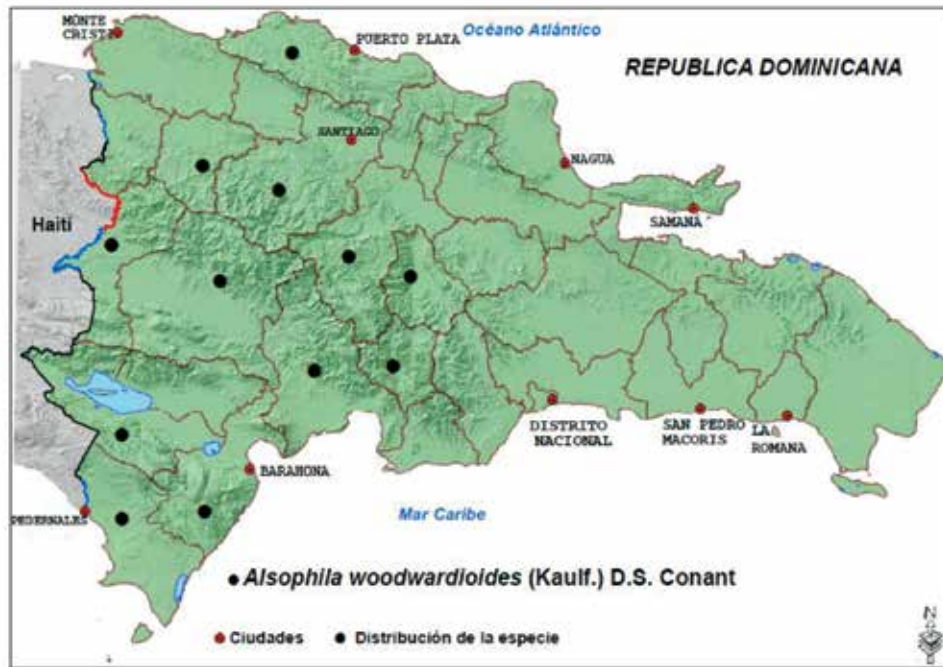 MONTE
CRISTI
PUERTO PLATA
Océano Atlántico
REPUBLICA DOMINICANA
SANTIAGO
NAGUA
Haití
SAMANÁ
DISTRITO
NACIONAL
SAN PEDRO
MACORIS
LA
ROMANA
BARAHONA
PEDERNALES
Mar Caribe
Alsophila woodwardioides (Kaulf.) D.S. Conant
Ciudades
Distribución de la especie
N